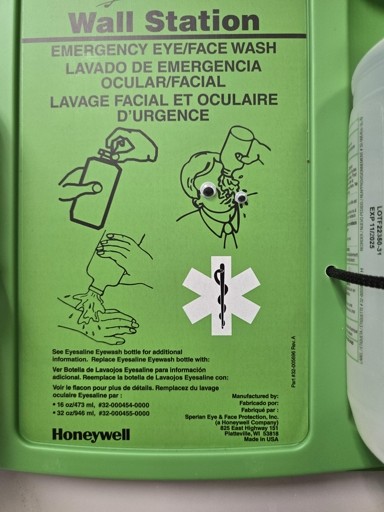 Wall Station
EMERGENCY EYE/FACE WASH
LAVADO DE EMERGENCIA
OCULAR/FACIAL
LAVAGE FACIAL ET OCULAIRE
D'URGENCE
See Eyesaline Eyewash bottle for additional
information. Replace Eyesaline Eyewash bottle with:
Ver Botella de Lavaojos Eyesaline para información
adicional. Reemplace la botella de Lavaojos Eyesaline con:
Voir le flacon pour plus de détails. Remplacez du lavage
oculaire Eyesaline par :
• 16 oz/473 ml, #32-000454-0000
• 32 oz/946 ml, #32-000455-0000
Honeywell
Manufactured by:
Fabricado por:
Fabriqué par :
Sperian Eye & Face Protection, Inc.
(a Honeywell Company)
825 East Highway 151
Platteville, WI 53818
Made in USA
EXP 11/2025